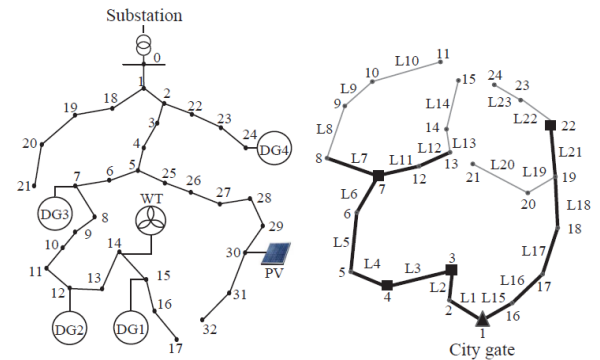 Substation
0
1
2
18
19
22
3
23
20
4
24
DG4
5
21
7
6
25
26
WT
27
28
DG3
8
29
9
14
10
30
PV
11
15
12
13
31
16
32
DG2
DG1
17
11
L10
10
15
24
23
L9
9
L14
L23
L22
22
L8
14
L12
L13
8
L7
L11
13
L21
12
7
21
L20
L19
19
L6
20
6
L18
L5
18
3
L17
5
L4
L3
L2
L16
17
4
L1
L15
2
16
1
City gate